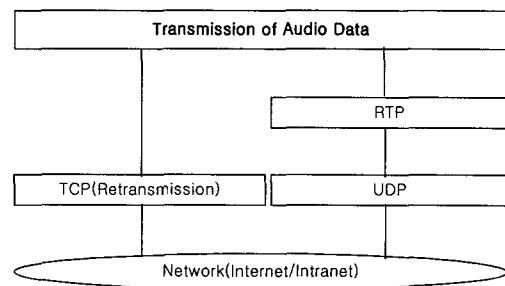 Transmission of Audio Data
RTP
TCP(Retransmission)
UDP
Network(Internet/Intranet)